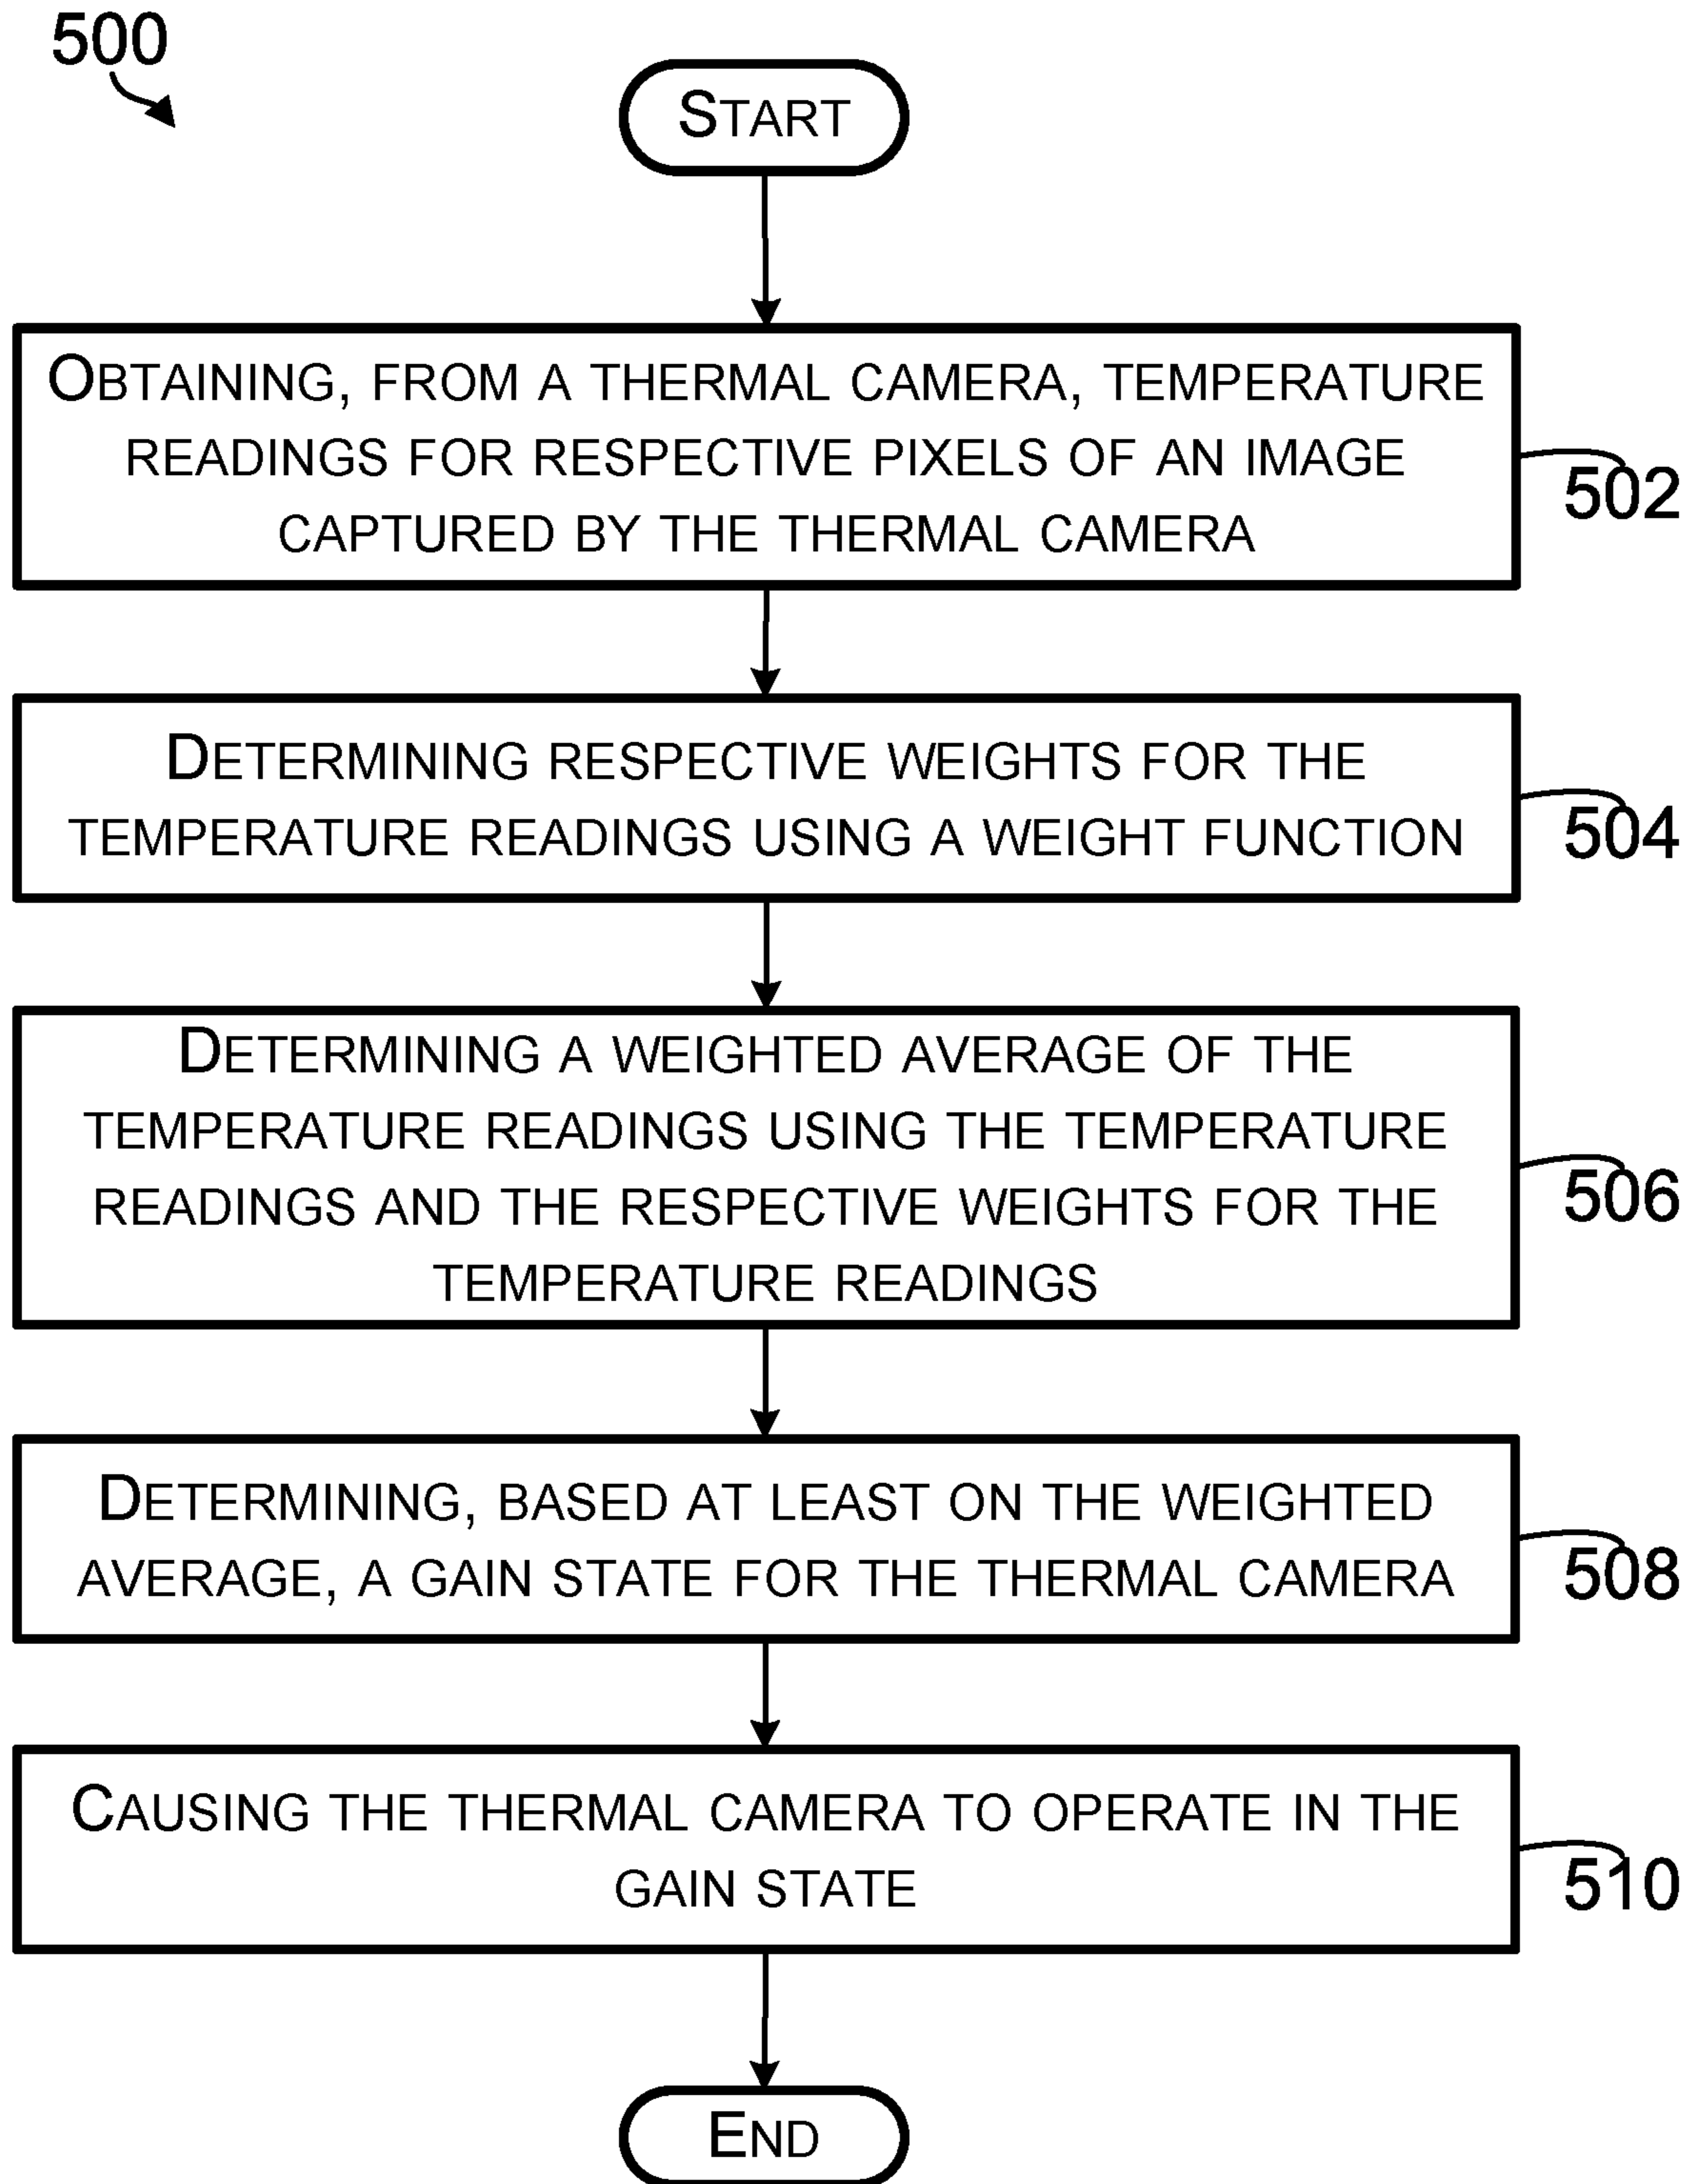 500
START
OBTAINING, FROM A THERMAL CAMERA, TEMPERATURE
READINGS FOR RESPECTIVE PIXELS OF AN IMAGE
CAPTURED BY THE THERMAL CAMERA
502
DETERMINING RESPECTIVE WEIGHTS FOR THE
TEMPERATURE READINGS USING A WEIGHT FUNCTION
504
DETERMINING A WEIGHTED AVERAGE OF THE
TEMPERATURE READINGS USING THE TEMPERATURE
READINGS AND THE RESPECTIVE WEIGHTS FOR THE
TEMPERATURE READINGS
506
DETERMINING, BASED AT LEAST ON THE WEIGHTED
AVERAGE, A GAIN STATE FOR THE THERMAL CAMERA
508
CAUSING THE THERMAL CAMERA TO OPERATE IN THE
GAIN STATE
510
END